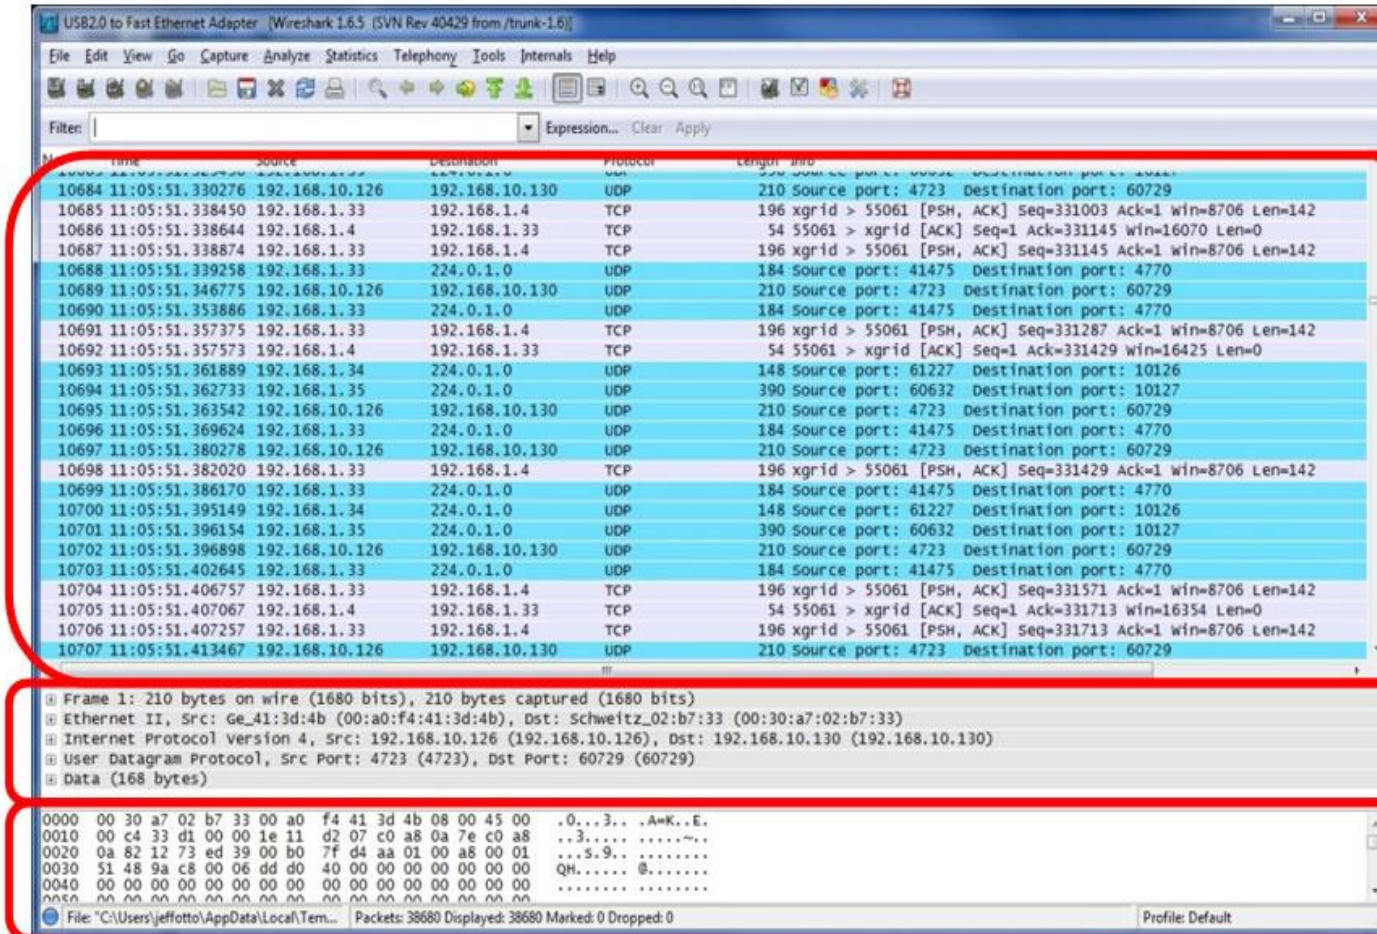 USB2.0 to Fast Ethernet Adapter [Wireshark 1.6.5 (SVN Rev 40429 from /trunk-1.6)]
File Edit View Go Capture Analyze Statistics Telephony Tools Internals Help
Filter: Expression... Clear Apply
Time Source Destination Protocol Length Info
10684 11:05:51.330276 192.168.10.126 192.168.10.130 UDP 210 Source port: 4723 Destination port: 60729
10685 11:05:51.338450 192.168.1.33 192.168.1.4 TCP 196 xgrid > 55061 [PSH, ACK] Seq=331003 Ack=1 Win=8706 Len=142
10686 11:05:51.338644 192.168.1.4 192.168.1.33 TCP 54 55061 > xgrid [ACK] Seq=1 Ack=331145 Win=16070 Len=0
10687 11:05:51.338874 192.168.1.33 192.168.1.4 TCP 196 xgrid > 55061 [PSH, ACK] Seq=331145 Ack=1 Win=8706 Len=142
10688 11:05:51.339258 192.168.1.33 224.0.1.0 UDP 184 Source port: 41475 Destination port: 4770
10689 11:05:51.346775 192.168.10.126 192.168.10.130 UDP 210 Source port: 4723 Destination port: 60729
10690 11:05:51.353886 192.168.1.33 224.0.1.0 UDP 184 Source port: 41475 Destination port: 4770
10691 11:05:51.357375 192.168.1.33 192.168.1.4 TCP 196 xgrid > 55061 [PSH, ACK] Seq=331287 Ack=1 Win=8706 Len=142
10692 11:05:51.357573 192.168.1.4 192.168.1.33 TCP 54 55061 > xgrid [ACK] Seq=1 Ack=331429 Win=16425 Len=0
10693 11:05:51.361889 192.168.1.34 224.0.1.0 UDP 148 Source port: 61227 Destination port: 10126
10694 11:05:51.362733 192.168.1.35 224.0.1.0 UDP 390 Source port: 60632 Destination port: 10127
10695 11:05:51.363542 192.168.10.126 192.168.10.130 UDP 210 Source port: 4723 Destination port: 60729
10696 11:05:51.369624 192.168.1.33 224.0.1.0 UDP 184 Source port: 41475 Destination port: 4770
10697 11:05:51.380278 192.168.10.126 192.168.10.130 UDP 210 Source port: 4723 Destination port: 60729
10698 11:05:51.382020 192.168.1.33 192.168.1.4 TCP 196 xgrid > 55061 [PSH, ACK] Seq=331429 Ack=1 Win=8706 Len=142
10699 11:05:51.386170 192.168.1.33 224.0.1.0 UDP 184 Source port: 41475 Destination port: 4770
10700 11:05:51.395149 192.168.1.34 224.0.1.0 UDP 148 Source port: 61227 Destination port: 10126
10701 11:05:51.396154 192.168.1.35 224.0.1.0 UDP 390 Source port: 60632 Destination port: 10127
10702 11:05:51.396898 192.168.10.126 192.168.10.130 UDP 210 Source port: 4723 Destination port: 60729
10703 11:05:51.402645 192.168.1.33 224.0.1.0 UDP 184 Source port: 41475 Destination port: 4770
10704 11:05:51.406757 192.168.1.33 192.168.1.4 TCP 196 xgrid > 55061 [PSH, ACK] Seq=331571 Ack=1 Win=8706 Len=142
10705 11:05:51.407067 192.168.1.4 192.168.1.33 TCP 54 55061 > xgrid [ACK] Seq=1 Ack=331713 Win=16354 Len=0
10706 11:05:51.407257 192.168.1.33 192.168.1.4 TCP 196 xgrid > 55061 [PSH, ACK] Seq=331713 Ack=1 Win=8706 Len=142
10707 11:05:51.413467 192.168.10.126 192.168.10.130 UDP 210 Source port: 4723 Destination port: 60729
Frame 1: 210 bytes on wire (1680 bits), 210 bytes captured (1680 bits)
Ethernet II, Src: Ge_41:3d:4b (00:a0:f4:41:3d:4b), Dst: Schweitz_02:b7:33 (00:30:a7:02:b7:33)
Internet Protocol Version 4, Src: 192.168.10.126 (192.168.10.126), Dst: 192.168.10.130 (192.168.10.130)
User Datagram Protocol, Src Port: 4723 (4723), Dst Port: 60729 (60729)
Data (168 bytes)
0000 00 30 a7 02 b7 33 00 a0 f4 41 3d 4b 08 00 45 00 .0...3.. .A=K..E.
0010 00 c4 33 d1 00 00 1e 11 d2 07 c0 a8 0a 7e c0 a8 ..3..... .....~..
0020 0a 82 12 73 ed 39 00 b0 7f d4 aa 01 00 a8 00 01 ...s.9.. ........
0030 51 48 9a c8 00 06 dd d0 40 00 00 00 00 00 00 00 QH...... @.......
0040 00 00 00 00 00 00 00 00 00 00 00 00 00 00 00 00 ........ ........
0050 00 00 00 00 00 00 00 00 00 00 00 00 00 00 00 00
File: "C:\Users\jeffotto\AppData\Local\Tem... Packets: 38680 Displayed: 38680 Marked: 0 Dropped: 0 Profile: Default